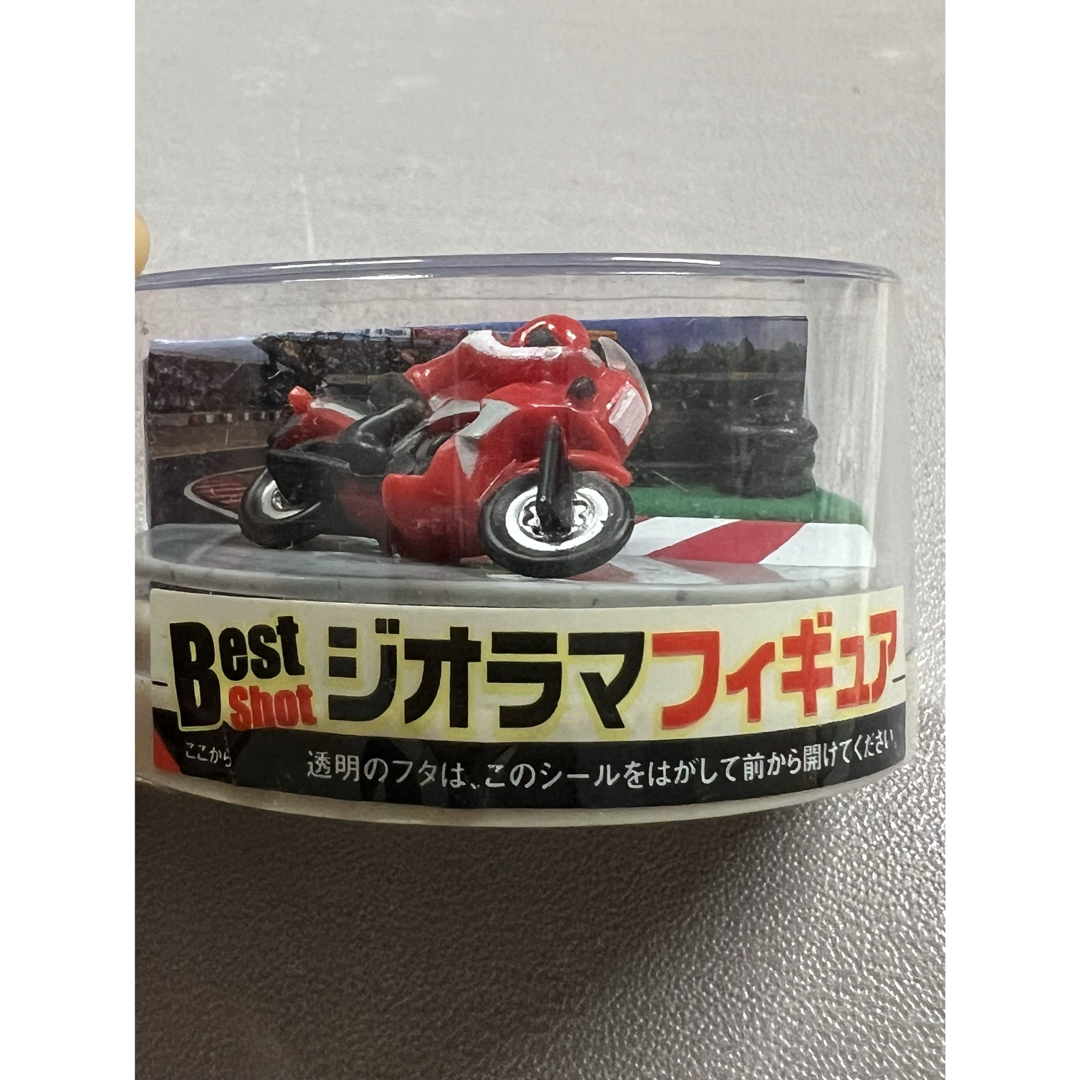 Best Shot ジオラマフィギュア
ここから
透明のフタは、このシールをはがして前から開けてください